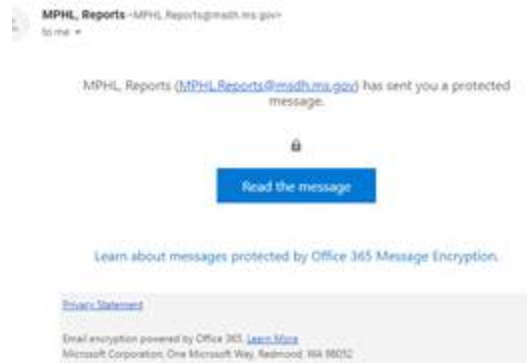 MPHL, Reports <MPHL.Reports@msdh.ms.gov>
to me
MPHL, Reports (MPHL.Reports@msdh.ms.gov) has sent you a protected
message.
Read the message
Learn about messages protected by Office 365 Message Encryption.
Privacy Statement
Email encryption powered by Office 365. Learn More
Microsoft Corporation, One Microsoft Way, Redmond, WA 98052